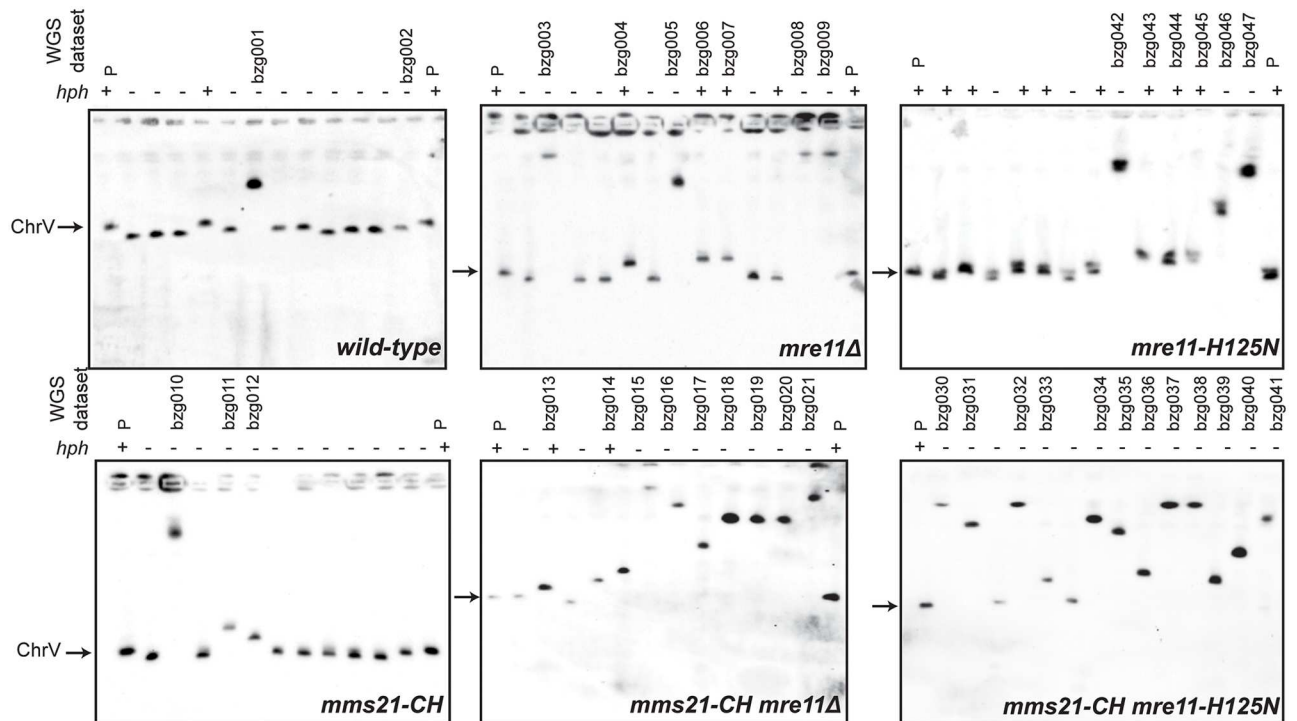 WGS
dataset
P bzg001 bzg002 P
hph + - - - + - - - - - - - - +
ChrV
wild-type
bzg003 bzg004 bzg005 bzg006 bzg007 bzg008 bzg009 P
+ - - - - + - - + + - + - - +
mre11Δ
P bzg042 bzg043 bzg044 bzg045 bzg046 bzg047 P
+ + + - + + - + - + + + - - +
mre11-H125N
WGS
dataset
P bzg010 bzg011 bzg012 P
hph + - - - - - - - - - - - +
ChrV
mms21-CH
P bzg013 bzg014 bzg015 bzg016 bzg017 bzg018 bzg019 bzg020 bzg021 P
+ - + - + - - - - - - - +
mms21-CH mre11Δ
P bzg030 bzg031 bzg032 bzg033 bzg034 bzg035 bzg036 bzg037 bzg038 bzg039 bzg040 bzg041
+ - - - - - - - - - - - - - -
mms21-CH mre11-H125N